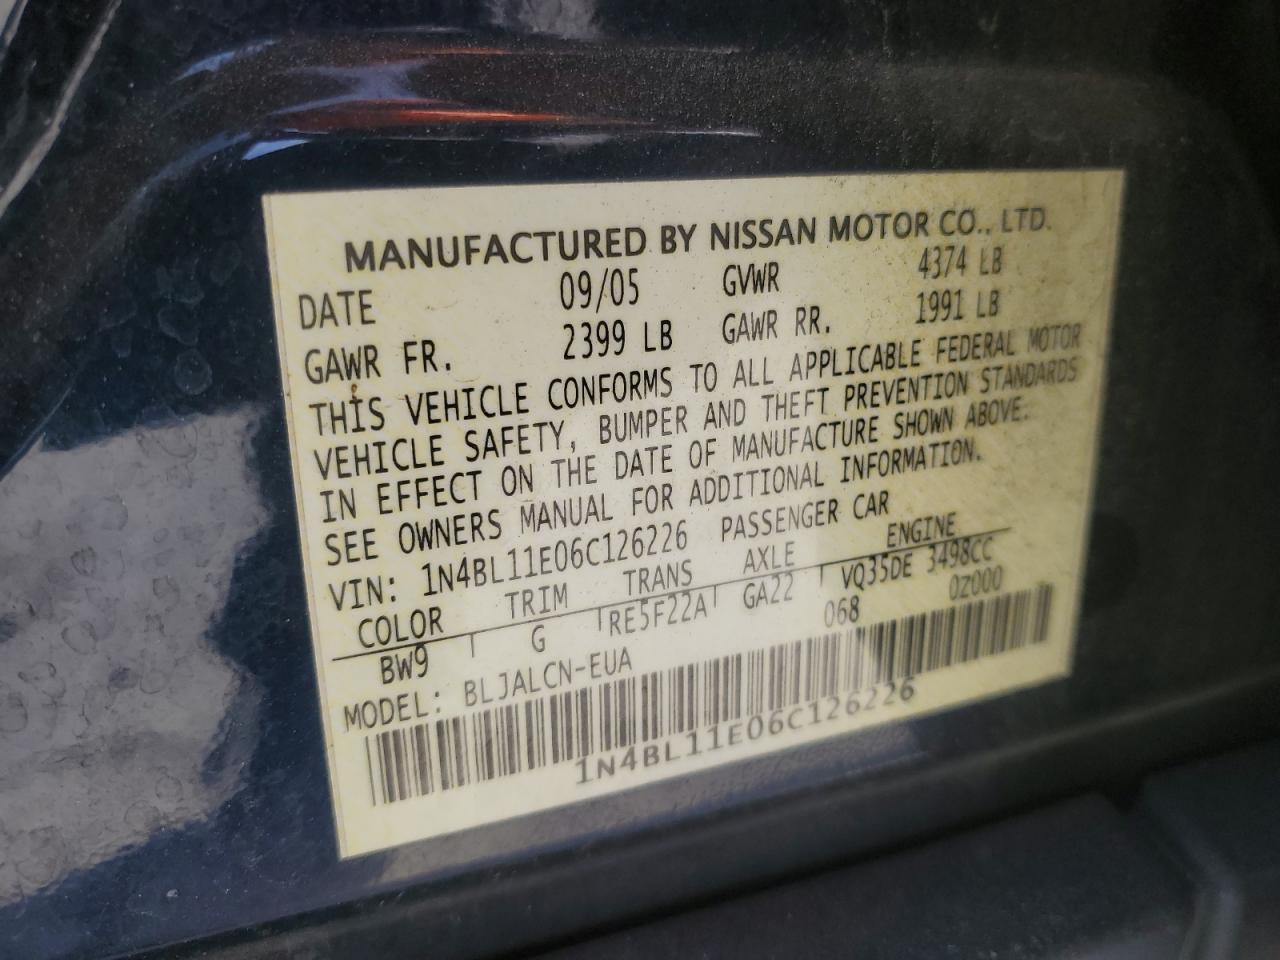 MANUFACTURED BY NISSAN MOTOR CO., LTD.
DATE 09/05 GVWR 4374 LB
GAWR FR. 2399 LB GAWR RR. 1991 LB
THIS VEHICLE CONFORMS TO ALL APPLICABLE FEDERAL MOTOR
VEHICLE SAFETY, BUMPER AND THEFT PREVENTION STANDARDS
IN EFFECT ON THE DATE OF MANUFACTURE SHOWN ABOVE.
SEE OWNERS MANUAL FOR ADDITIONAL INFORMATION.
VIN: 1N4BL11E06C126226 PASSENGER CAR
COLOR TRIM TRANS AXLE ENGINE
BW9 G RE5F22A GA22 VQ35DE 3498CC
MODEL: BLJALCN-EUA 068 0Z000
1N4BL11E06C126226